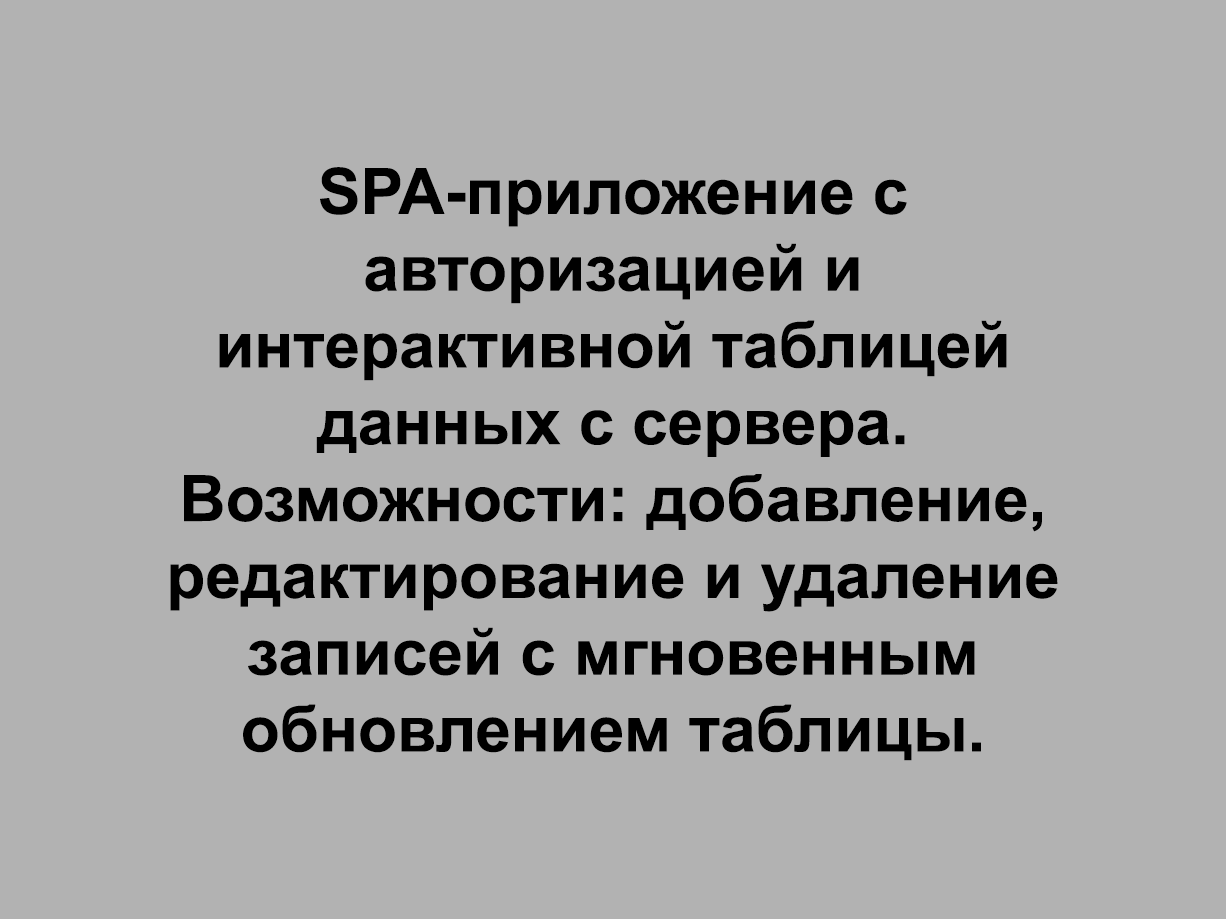 SPA-приложение с
авторизацией и
интерактивной таблицей
данных с сервера.
Возможности: добавление,
редактирование и удаление
записей с мгновенным
обновлением таблицы.